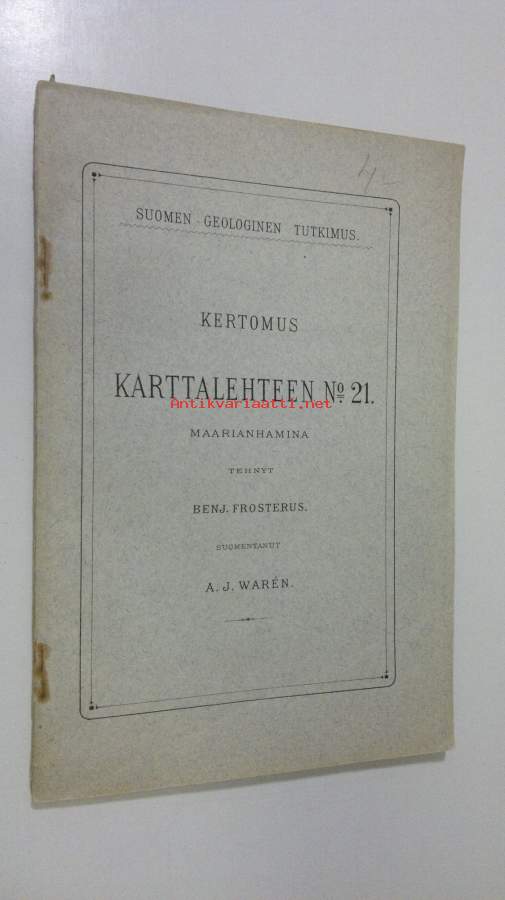 4-
SUOMEN GEOLOGINEN TUTKIMUS.
KERTOMUS
KARTTALEHTEEN Nº 21.
Antikvariaatti.net
MAARIANHAMINA
TEHNYT
BENJ. FROSTERUS.
SUOMENTANUT
A. J. WARÉN.